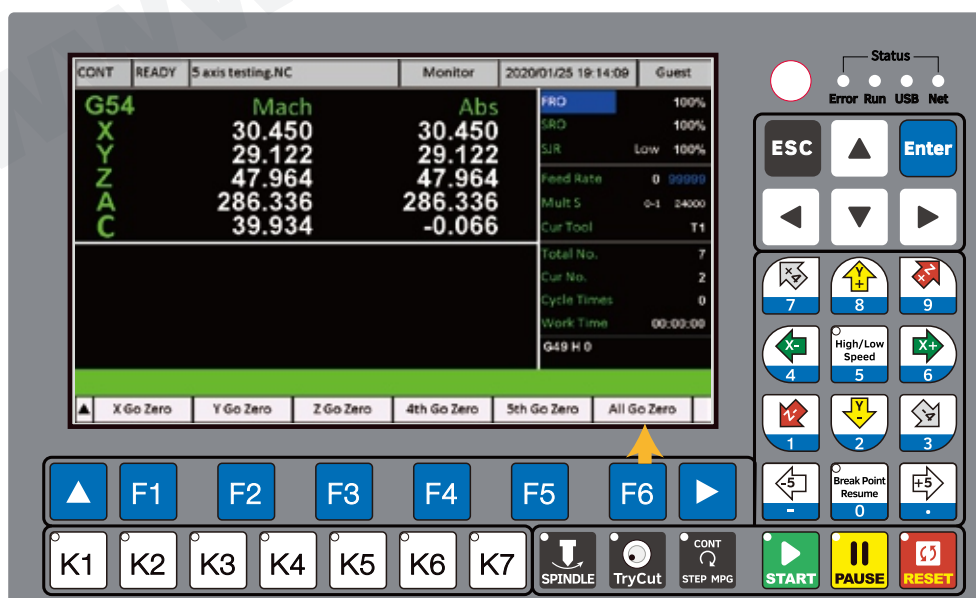 Status
Error Run USB Net
CONT READY 5 axis testing.NC Monitor 2020/01/25 19:14:09 Guest
G54 Mach Abs
X 30.450 30.450
Y 29.122 29.122
Z 47.964 47.964
A 286.336 286.336
C 39.934 -0.066
FRO 100%
SRO 100%
SJR Low 100%
Feed Rate 0 99999
Mult S 0-1 24000
Cur Tool T1
Total No. 7
Cur No. 2
Cycle Times 0
Work Time 00:00:00
G49 H 0
▲ X Go Zero Y Go Zero Z Go Zero 4th Go Zero 5th Go Zero All Go Zero
ESC ▲ Enter
◀ ▼ ▶
7 Y+ 8 9
X- 4 High/Low Speed 5 X+ 6
1 Y- 2 3
-5 - Break Point Resume 0 +5 .
▲ F1 F2 F3 F4 F5 F6 ▶
K1 K2 K3 K4 K5 K6 K7
SPINDLE TryCut CONT STEP MPG START PAUSE RESET